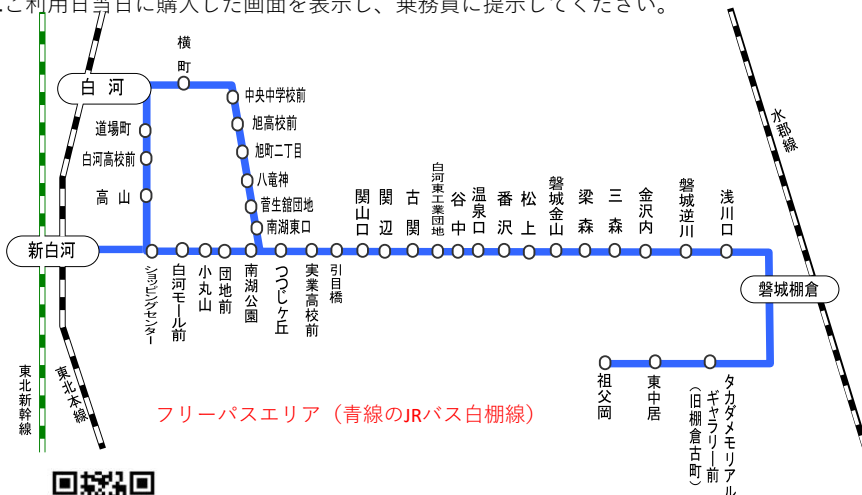 ご利用日当日に購入した画面を表示し、乗務員に提示してください。
横町
白河
中央中学校前
道場町
旭高校前
白河高校前
旭町二丁目
八竜神
高山
菅生舘団地
南湖東口
新白河
ショッピングセンター
白河モール前
小丸山
団地前
南湖公園
つつじヶ丘
実業高校前
引目橋
関山口
関辺
古関
白河東工業団地
谷中
温泉口
番沢
松上
磐城金山
梁森
三森
金沢内
磐城逆川
浅川口
水郡線
磐城棚倉
祖父岡
東中居
タカダメモリアル
ギャラリー前
(旧棚倉古町)
東北新幹線
東北本線
フリーパスエリア（青線のJRバス白棚線）